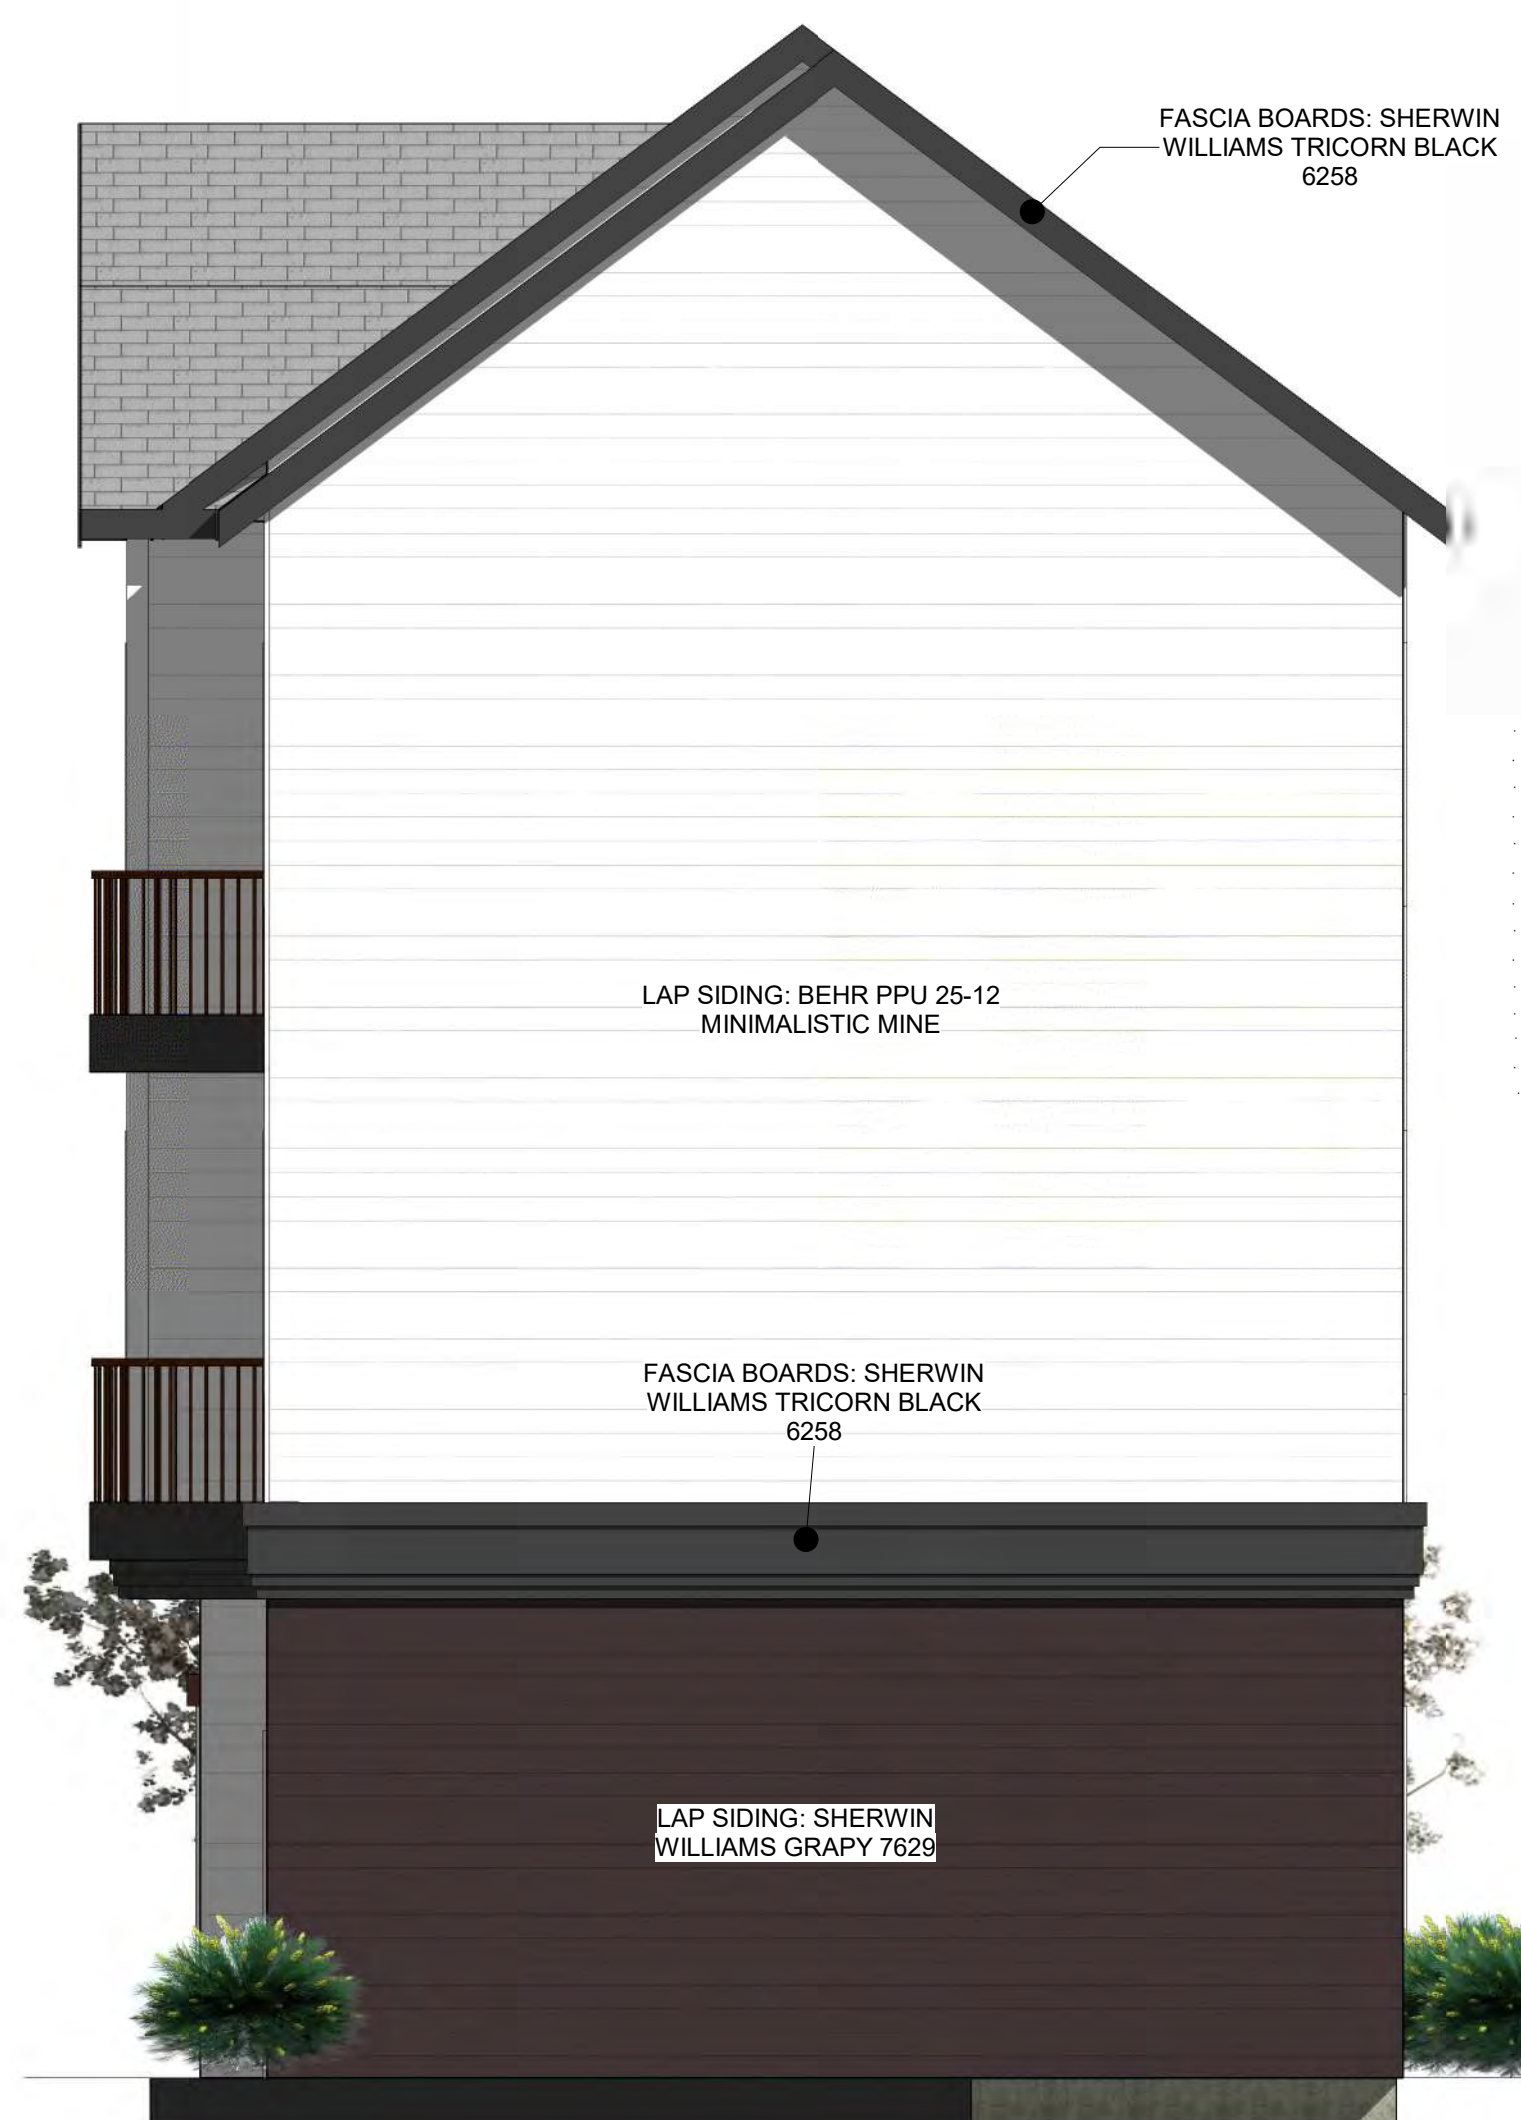 FASCIA BOARDS: SHERWIN
WILLIAMS TRICORN BLACK
6258
LAP SIDING: BEHR PPU 25-12
MINIMALISTIC MINE
FASCIA BOARDS: SHERWIN
WILLIAMS TRICORN BLACK
6258
LAP SIDING: SHERWIN
WILLIAMS GRAPY 7629